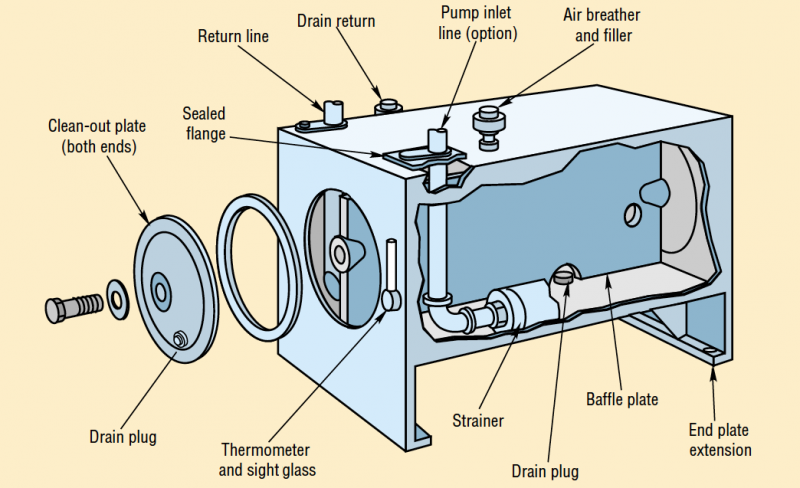 Return line
Drain return
Pump inlet
line (option)
Air breather
and filler
Clean-out plate
(both ends)
Sealed
flange
Drain plug
Thermometer
and sight glass
Strainer
Drain plug
Baffle plate
End plate
extension